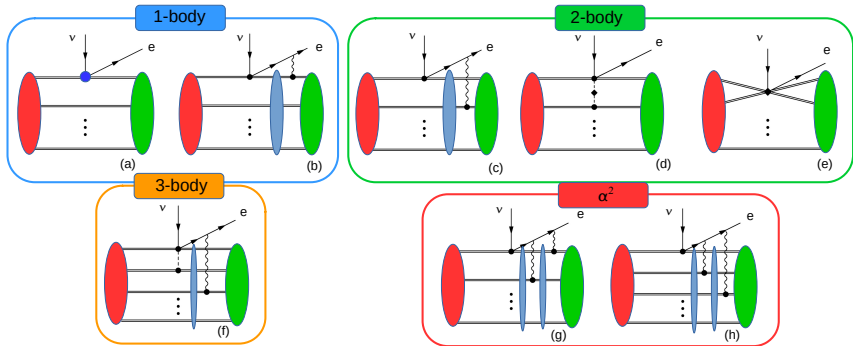 1-body
2-body
ν e ν e ν e ν e ν e
(a) (b) (c) (d) (e)
3-body
α²
ν e ν e ν e
(f) (g) (h)